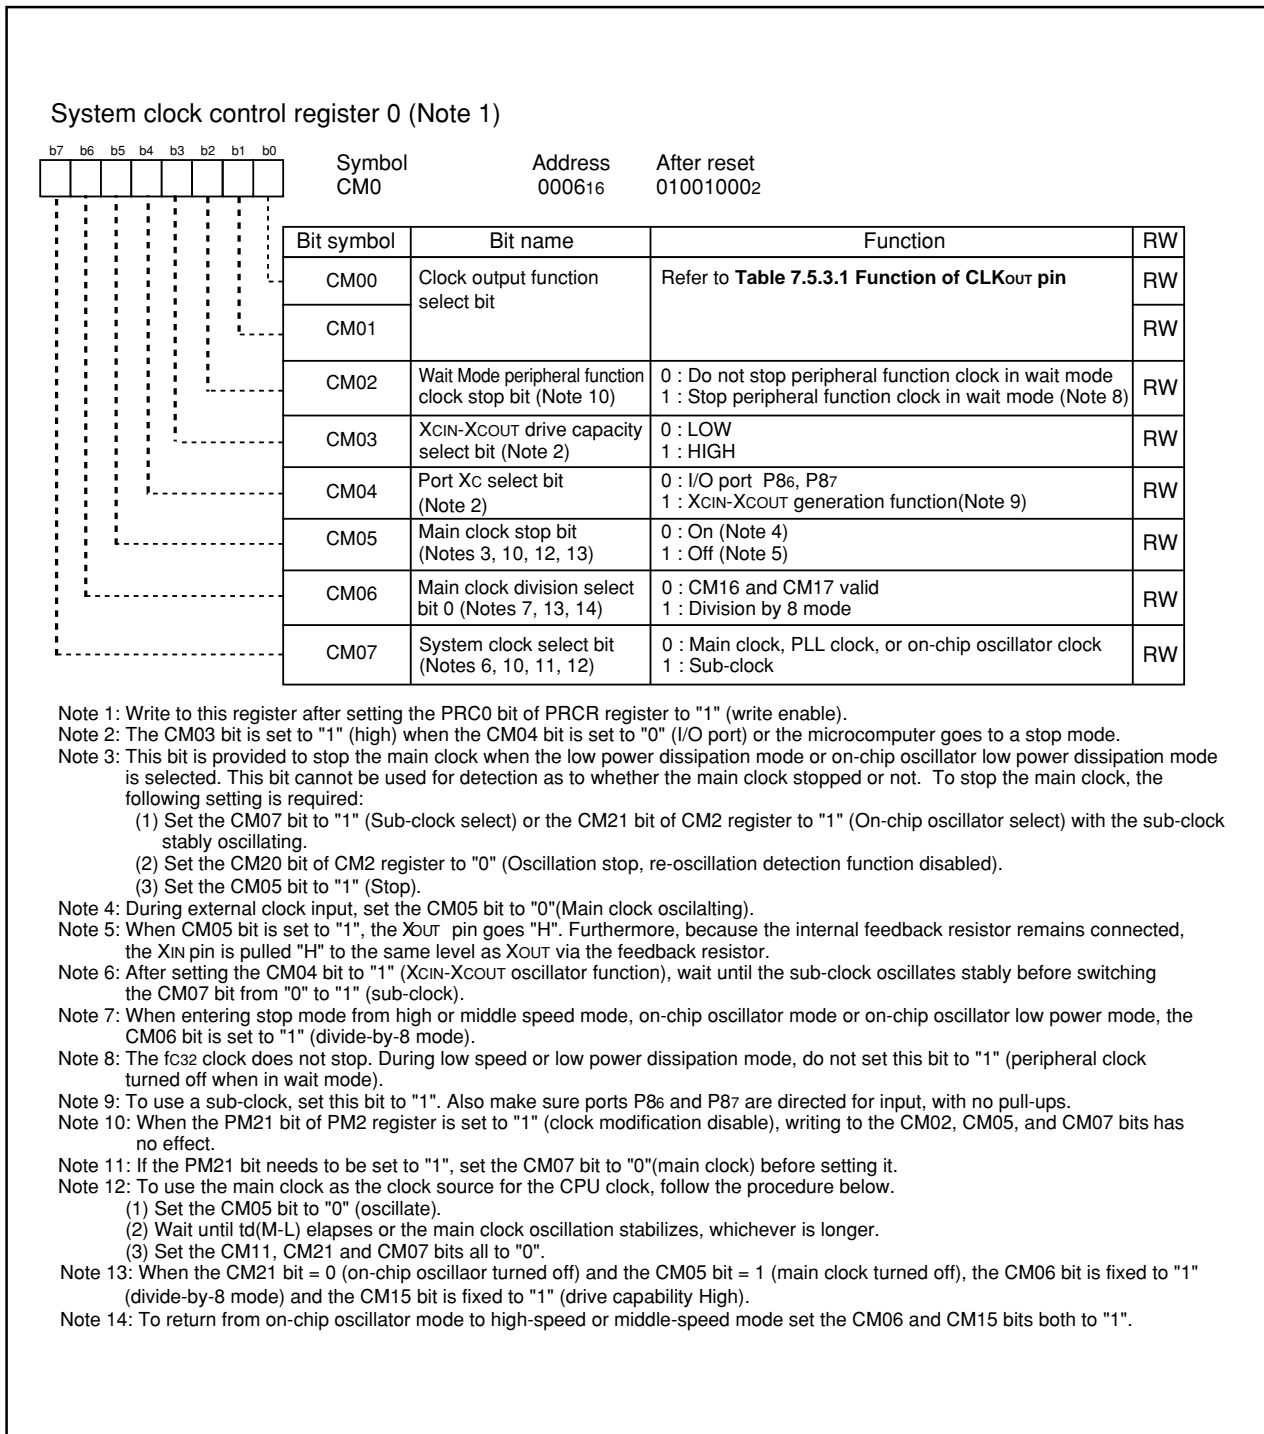 System clock control register 0 (Note 1)
b7 b6 b5 b4 b3 b2 b1 b0
Symbol Address After reset
CM0 000616 010010002
Bit symbol Bit name Function RW
CM00 Clock output function select bit Refer to Table 7.5.3.1 Function of CLKOUT pin RW
CM01 RW
CM02 Wait Mode peripheral function clock stop bit (Note 10) 0 : Do not stop peripheral function clock in wait mode
1 : Stop peripheral function clock in wait mode (Note 8) RW
CM03 XCIN-XCOUT drive capacity select bit (Note 2) 0 : LOW
1 : HIGH RW
CM04 Port XC select bit (Note 2) 0 : I/O port P86, P87
1 : XCIN-XCOUT generation function(Note 9) RW
CM05 Main clock stop bit (Notes 3, 10, 12, 13) 0 : On (Note 4)
1 : Off (Note 5) RW
CM06 Main clock division select bit 0 (Notes 7, 13, 14) 0 : CM16 and CM17 valid
1 : Division by 8 mode RW
CM07 System clock select bit (Notes 6, 10, 11, 12) 0 : Main clock, PLL clock, or on-chip oscillator clock
1 : Sub-clock RW
Note 1: Write to this register after setting the PRC0 bit of PRCR register to "1" (write enable).
Note 2: The CM03 bit is set to "1" (high) when the CM04 bit is set to "0" (I/O port) or the microcomputer goes to a stop mode.
Note 3: This bit is provided to stop the main clock when the low power dissipation mode or on-chip oscillator low power dissipation mode
is selected. This bit cannot be used for detection as to whether the main clock stopped or not. To stop the main clock, the
following setting is required:
(1) Set the CM07 bit to "1" (Sub-clock select) or the CM21 bit of CM2 register to "1" (On-chip oscillator select) with the sub-clock
stably oscillating.
(2) Set the CM20 bit of CM2 register to "0" (Oscillation stop, re-oscillation detection function disabled).
(3) Set the CM05 bit to "1" (Stop).
Note 4: During external clock input, set the CM05 bit to "0"(Main clock oscilalting).
Note 5: When CM05 bit is set to "1", the XOUT pin goes "H". Furthermore, because the internal feedback resistor remains connected,
the XIN pin is pulled "H" to the same level as XOUT via the feedback resistor.
Note 6: After setting the CM04 bit to "1" (XCIN-XCOUT oscillator function), wait until the sub-clock oscillates stably before switching
the CM07 bit from "0" to "1" (sub-clock).
Note 7: When entering stop mode from high or middle speed mode, on-chip oscillator mode or on-chip oscillator low power mode, the
CM06 bit is set to "1" (divide-by-8 mode).
Note 8: The fC32 clock does not stop. During low speed or low power dissipation mode, do not set this bit to "1" (peripheral clock
turned off when in wait mode).
Note 9: To use a sub-clock, set this bit to "1". Also make sure ports P86 and P87 are directed for input, with no pull-ups.
Note 10: When the PM21 bit of PM2 register is set to "1" (clock modification disable), writing to the CM02, CM05, and CM07 bits has
no effect.
Note 11: If the PM21 bit needs to be set to "1", set the CM07 bit to "0"(main clock) before setting it.
Note 12: To use the main clock as the clock source for the CPU clock, follow the procedure below.
(1) Set the CM05 bit to "0" (oscillate).
(2) Wait until td(M-L) elapses or the main clock oscillation stabilizes, whichever is longer.
(3) Set the CM11, CM21 and CM07 bits all to "0".
Note 13: When the CM21 bit = 0 (on-chip oscillaor turned off) and the CM05 bit = 1 (main clock turned off), the CM06 bit is fixed to "1"
(divide-by-8 mode) and the CM15 bit is fixed to "1" (drive capability High).
Note 14: To return from on-chip oscillator mode to high-speed or middle-speed mode set the CM06 and CM15 bits both to "1".